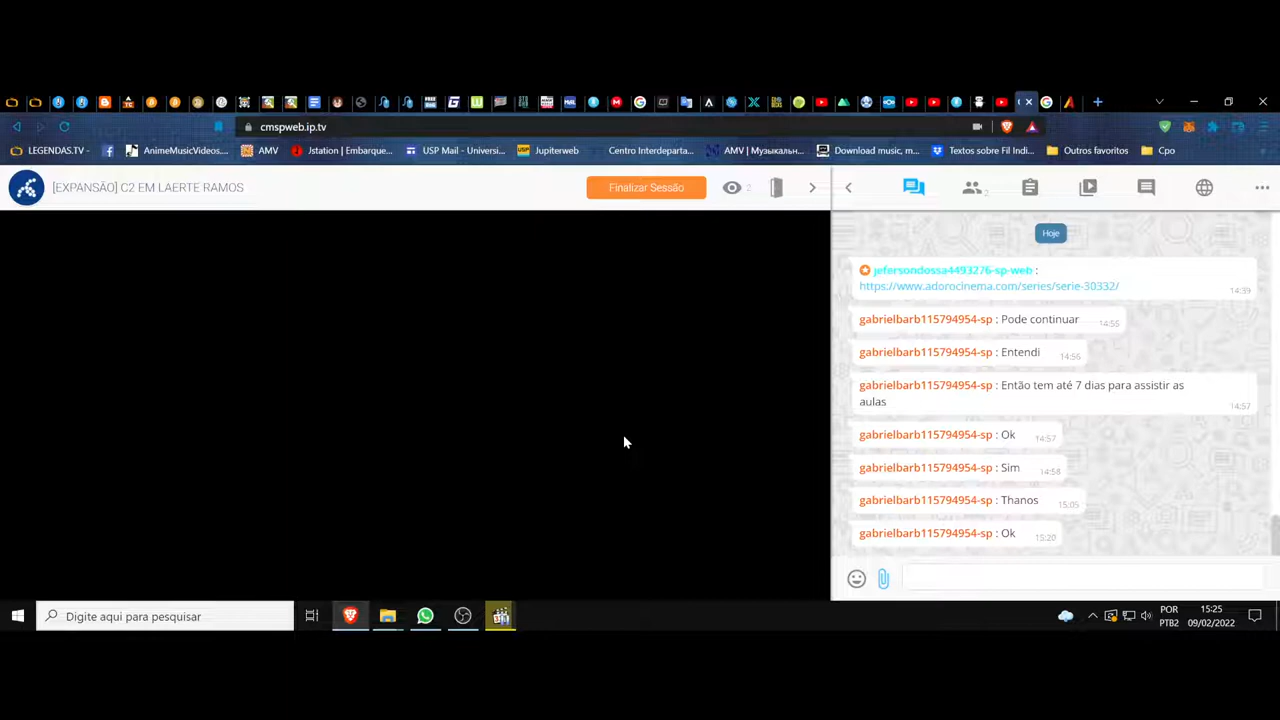 cmspweb.ip.tv
LEGENDAS.TV -
AnimeMusicVideos...
AMV
Jstation | Embarque...
USP Mail - Universi...
Jupiterweb
Centro Interdeparta...
AMV | Музыкальн...
Download music, m...
Textos sobre Fil Indi...
Outros favoritos
Cpo
[EXPANSÃO] C2 EM LAERTE RAMOS
Finalizar Sessão
2
2
Hoje
jefersondossa4493276-sp-web :
https://www.adorocinema.com/series/serie-30332/
14:39
gabrielbarb115794954-sp : Pode continuar
14:55
gabrielbarb115794954-sp : Entendi
14:56
gabrielbarb115794954-sp : Então tem até 7 dias para assistir as
aulas
14:57
gabrielbarb115794954-sp : Ok
14:57
gabrielbarb115794954-sp : Sim
14:58
gabrielbarb115794954-sp : Thanos
15:05
gabrielbarb115794954-sp : Ok
15:20
Digite aqui para pesquisar
POR
PTB2
15:25
09/02/2022